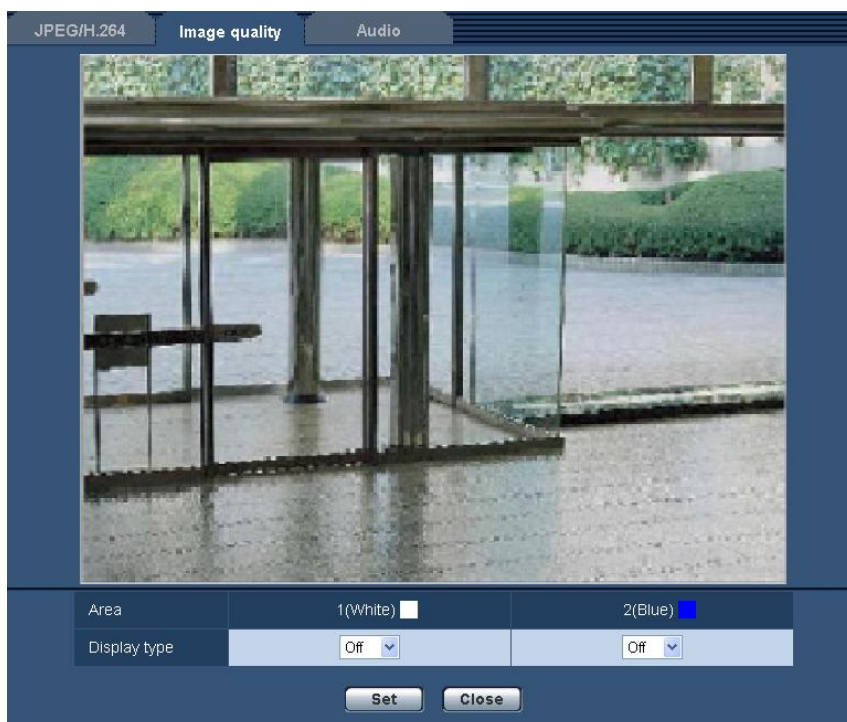 JPEG/H.264 Image quality Audio
Area 1(White) 2(Blue)
Display type Off Off
Set Close